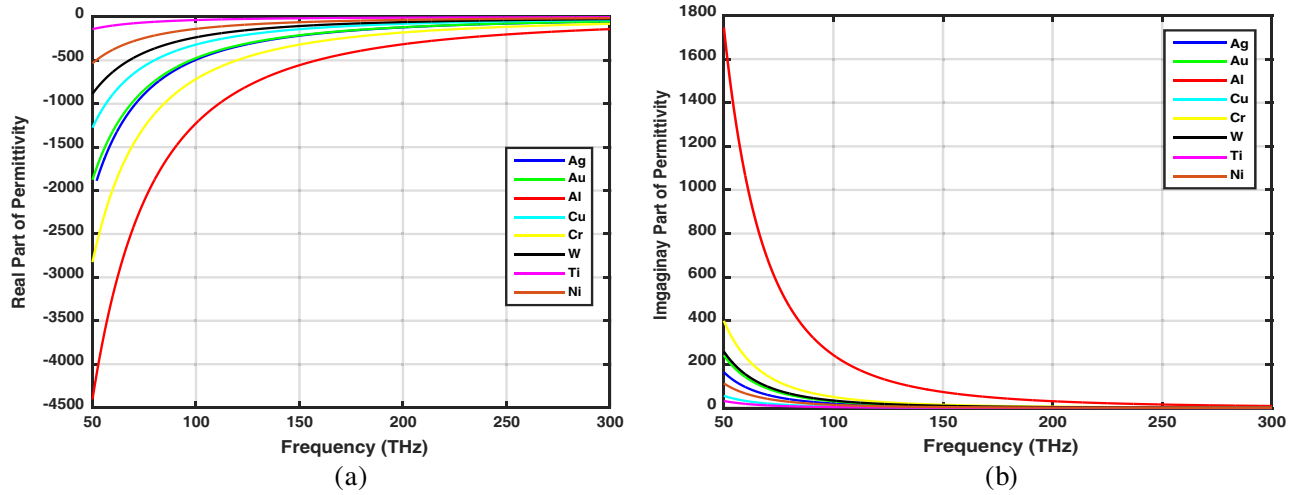 0
-500
-1000
-1500
-2000
-2500
-3000
-3500
-4000
-4500
50
100
150
200
250
300
Real Part of Permittivity
Frequency (THz)
Ag
Au
Al
Cu
Cr
W
Ti
Ni
(a)
1800
1600
1400
1200
1000
800
600
400
200
0
50
100
150
200
250
300
Imgaginay Part of Permittivity
Frequency (THz)
Ag
Au
Al
Cu
Cr
W
Ti
Ni
(b)